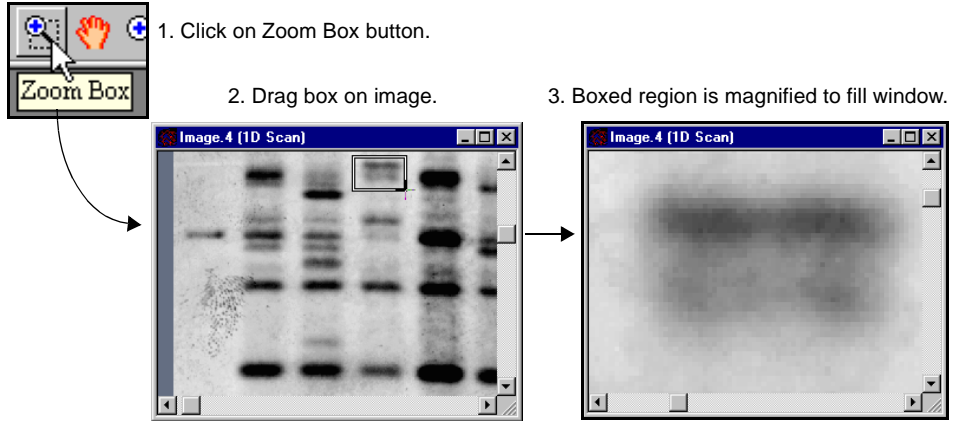 1. Click on Zoom Box button.
Zoom Box
2. Drag box on image.
3. Boxed region is magnified to fill window.
Image.4 (1D Scan)
Image.4 (1D Scan)